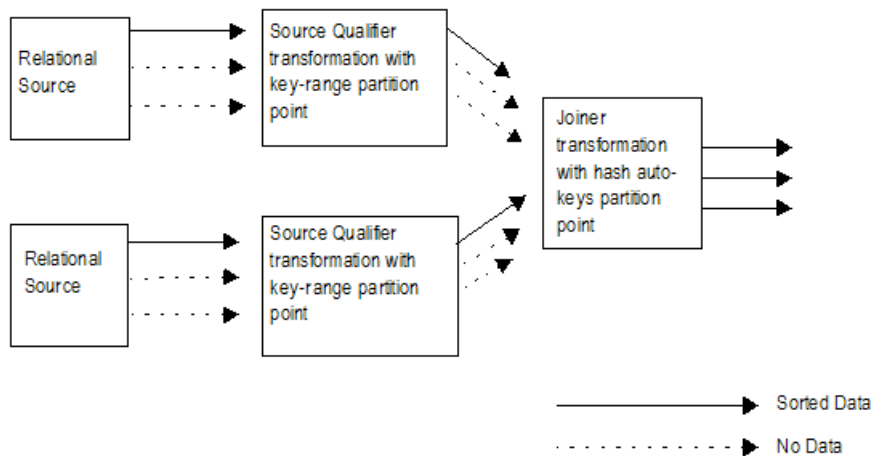 Relational
Source
Source Qualifier
transformation with
key-range partition
point
Joiner
transformation
with hash auto-
keys partition
point
Relational
Source
Source Qualifier
transformation with
key-range partition
point
Sorted Data
No Data